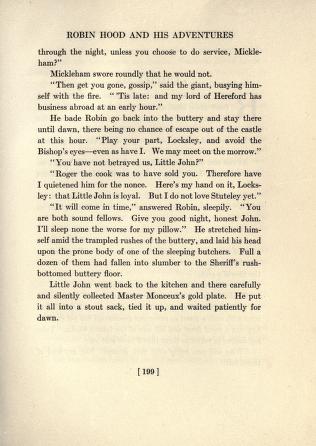 ROBIN HOOD AND HIS ADVENTURES
through the night, unless you choose to do service, Mickle-
ham?"
Mickleham swore roundly that he would not.
"Then get you gone, gossip," said the giant, busying him-
self with the fire. "'Tis late: and my lord of Hereford has
business abroad at an early hour."
He bade Robin go back into the buttery and stay there
until dawn, there being no chance of escape out of the castle
at this hour. "Play your part, Locksley, and avoid the
Bishop's eyes—even as have I. We may meet on the morrow."
"You have not betrayed us, Little John?"
"Roger the cook was to have sold you. Therefore have
I quietened him for the nonce. Here's my hand on it, Locks-
ley: that Little John is loyal. But I do not love Stuteley yet."
"It will come in time," answered Robin, sleepily. "You
are both sound fellows. Give you good night, honest John.
I'll sleep none the worse for my pillow." He stretched him-
self amid the trampled rushes of the buttery, and laid his head
upon the prone body of one of the sleeping butchers. Full a
dozen of them had fallen into slumber to the Sheriff's rush-
bottomed buttery floor.
Little John went back to the kitchen and there carefully
and silently collected Master Monceux's gold plate. He put
it all into a stout sack, tied it up, and waited patiently for
dawn.
[199]